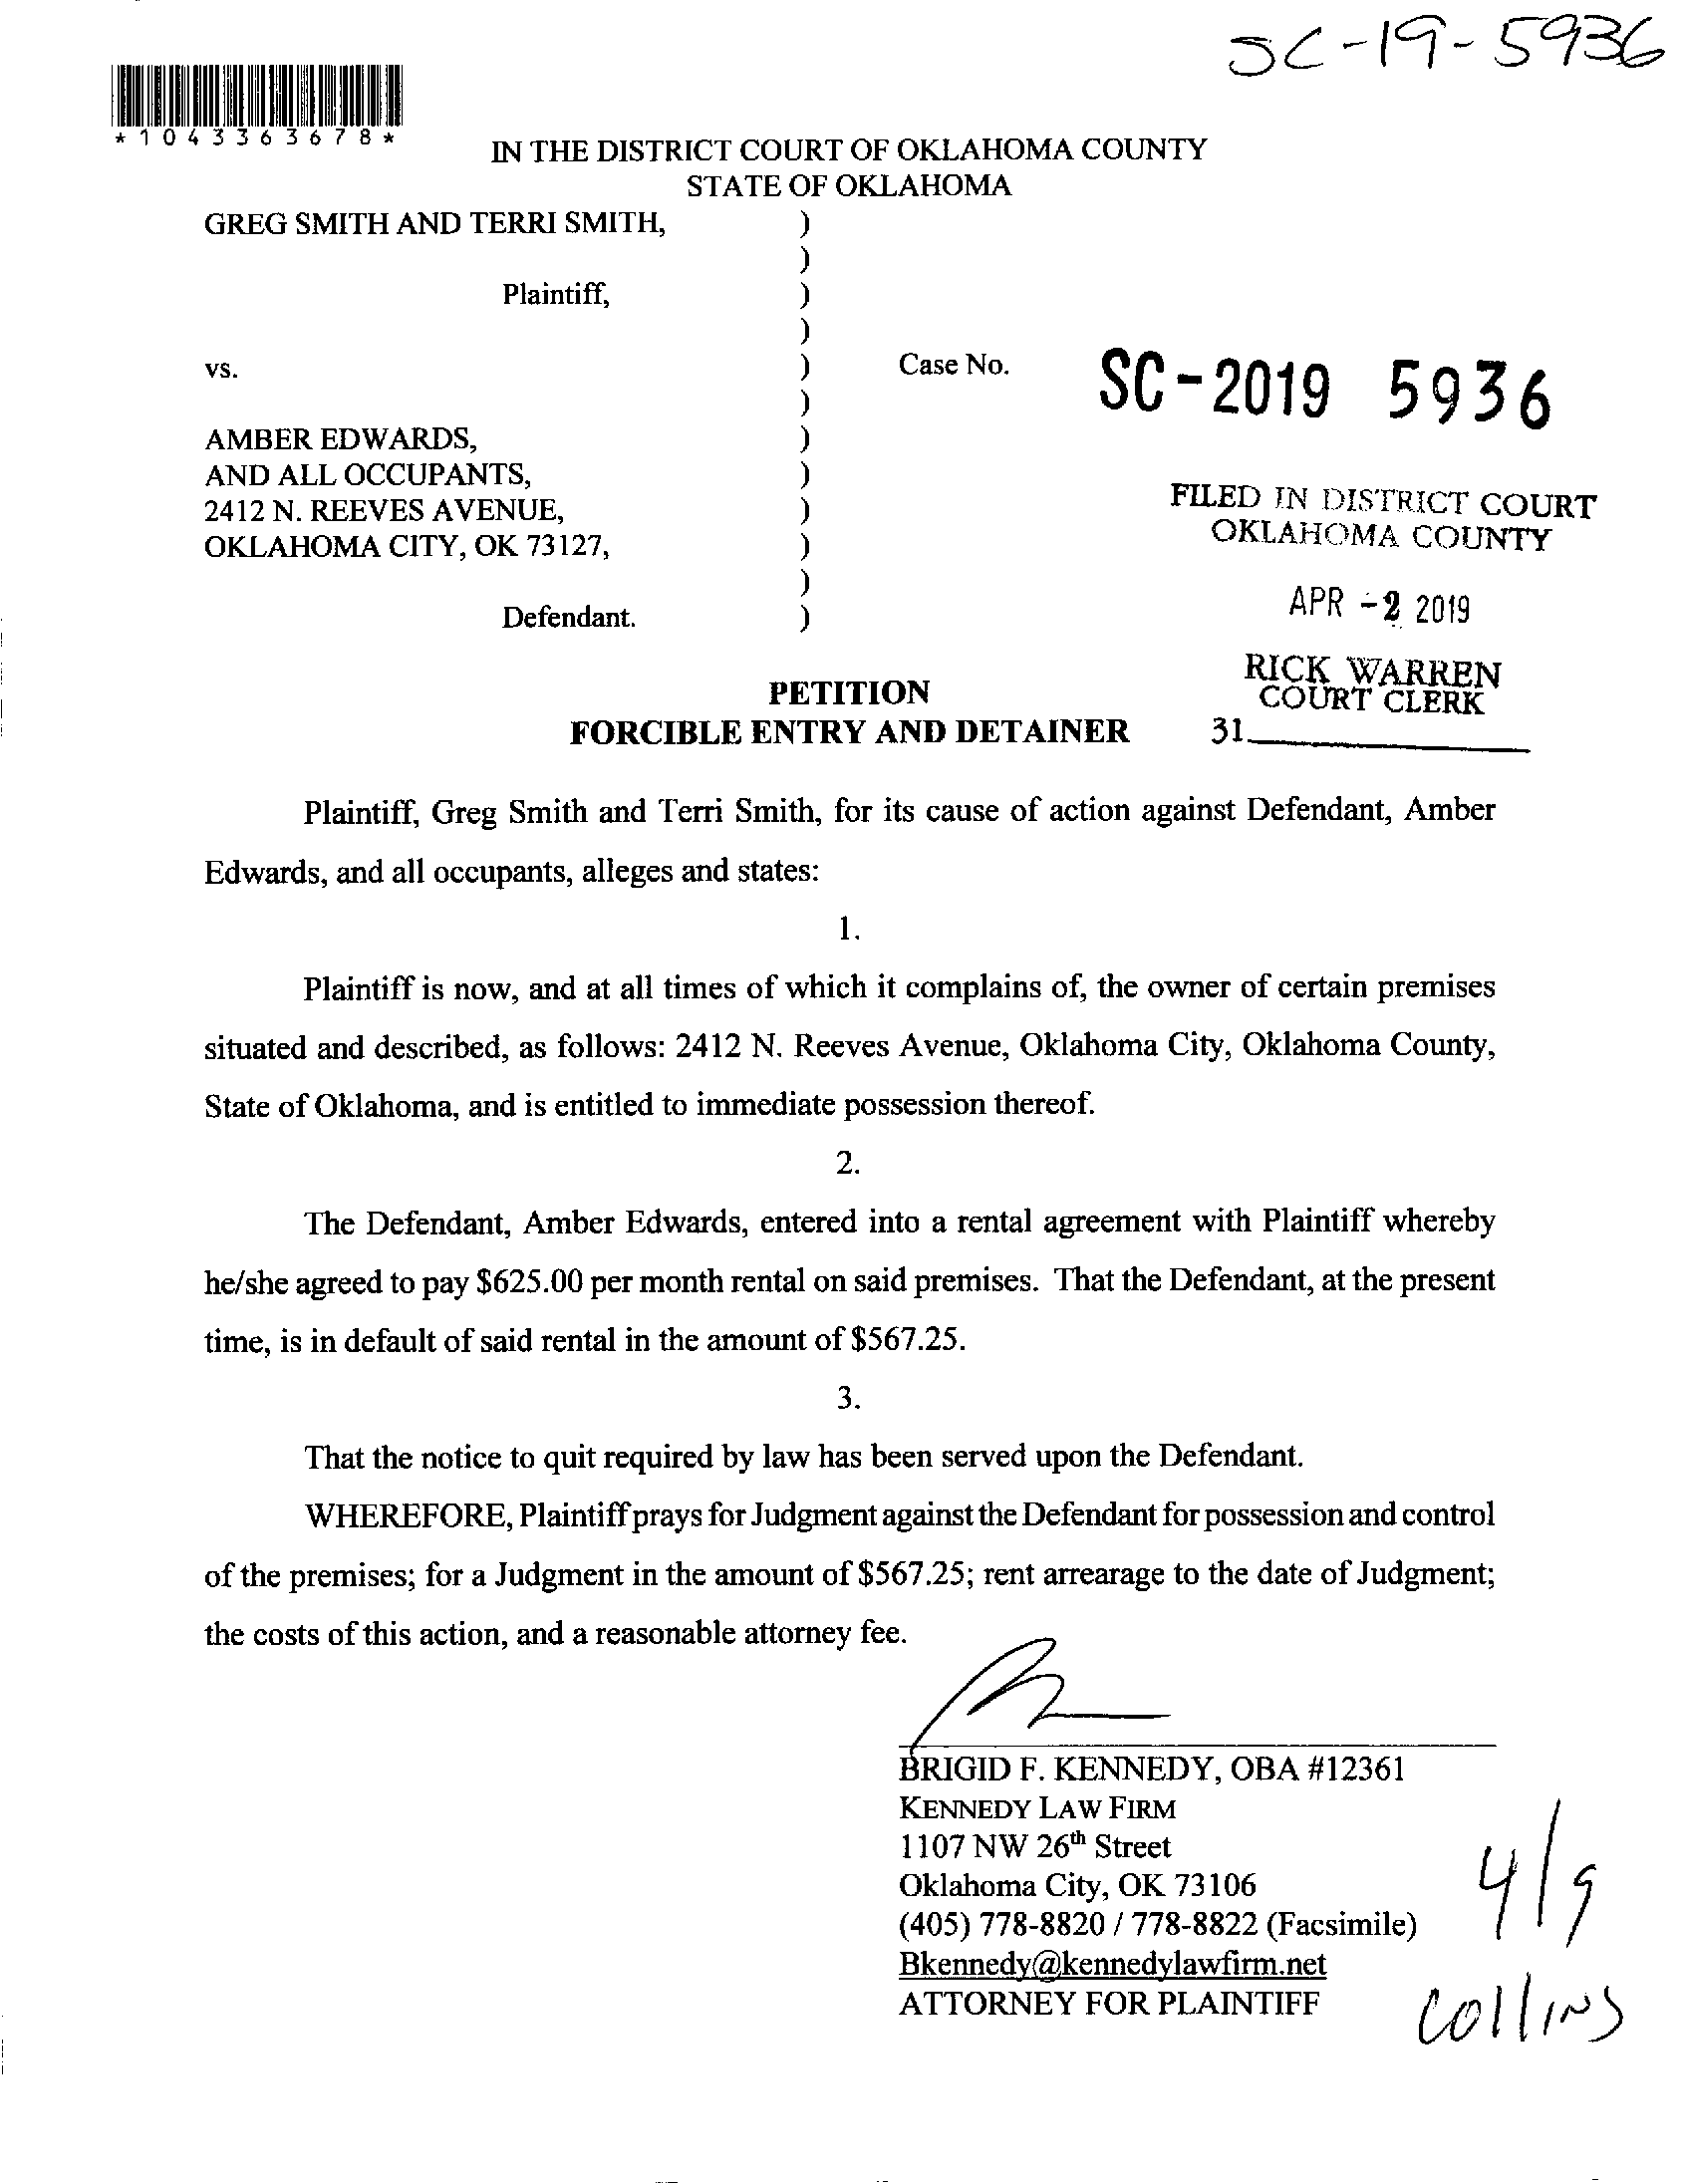 SC-19-5936
*1043363678*
IN THE DISTRICT COURT OF OKLAHOMA COUNTY
STATE OF OKLAHOMA
GREG SMITH AND TERRI SMITH, )
)
Plaintiff, )
)
vs. ) Case No. SC-2019 5936
)
AMBER EDWARDS, )
AND ALL OCCUPANTS, )
2412 N. REEVES AVENUE, )
OKLAHOMA CITY, OK 73127, )
)
Defendant. )
FILED IN DISTRICT COURT
OKLAHOMA COUNTY
APR -2 2019
RICK WARREN
COURT CLERK
31.
PETITION
FORCIBLE ENTRY AND DETAINER
Plaintiff, Greg Smith and Terri Smith, for its cause of action against Defendant, Amber
Edwards, and all occupants, alleges and states:
1.
Plaintiff is now, and at all times of which it complains of, the owner of certain premises
situated and described, as follows: 2412 N. Reeves Avenue, Oklahoma City, Oklahoma County,
State of Oklahoma, and is entitled to immediate possession thereof.
2.
The Defendant, Amber Edwards, entered into a rental agreement with Plaintiff whereby
he/she agreed to pay $625.00 per month rental on said premises. That the Defendant, at the present
time, is in default of said rental in the amount of $567.25.
3.
That the notice to quit required by law has been served upon the Defendant.
WHEREFORE, Plaintiff prays for Judgment against the Defendant for possession and control
of the premises; for a Judgment in the amount of $567.25; rent arrearage to the date of Judgment;
the costs of this action, and a reasonable attorney fee.
BRIGID F. KENNEDY, OBA #12361
KENNEDY LAW FIRM
1107 NW 26th Street
Oklahoma City, OK 73106
(405) 778-8820 / 778-8822 (Facsimile)
Bkennedy@kennedylawfirm.net
ATTORNEY FOR PLAINTIFF
4/9
Collins